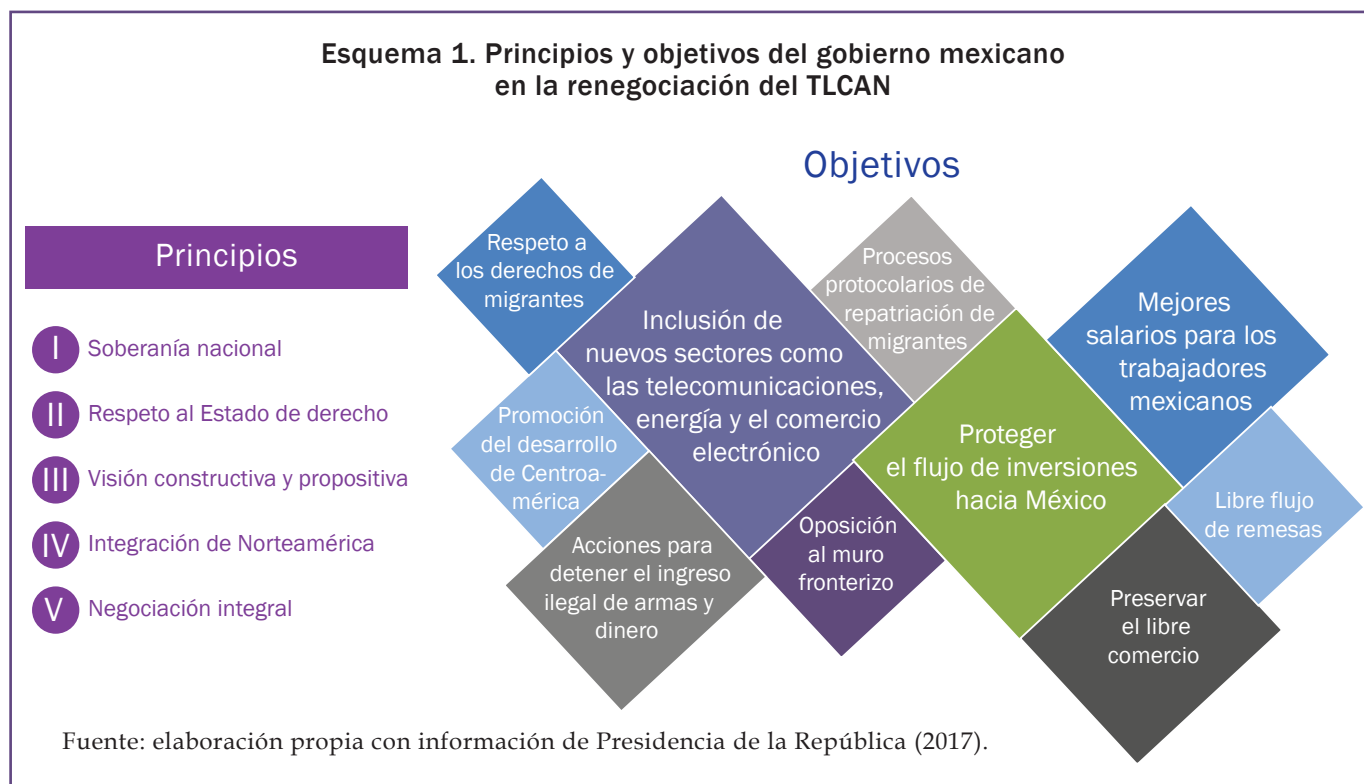 Esquema 1. Principios y objetivos del gobierno mexicano
en la renegociación del TLCAN
Principios
I Soberanía nacional
II Respeto al Estado de derecho
III Visión constructiva y propositiva
IV Integración de Norteamérica
V Negociación integral
Objetivos
Respeto a
los derechos de
migrantes
Inclusión de
nuevos sectores como
las telecomunicaciones,
energía y el comercio
electrónico
Procesos
protocolarios de
repatriación de
migrantes
Mejores
salarios para los
trabajadores
mexicanos
Promoción
del desarrollo
de Centroa-
mérica
Proteger
el flujo de inversiones
hacia México
Libre flujo
de remesas
Acciones para
detener el ingreso
ilegal de armas y
dinero
Oposición
al muro
fronterizo
Preservar
el libre
comercio
Fuente: elaboración propia con información de Presidencia de la República (2017).